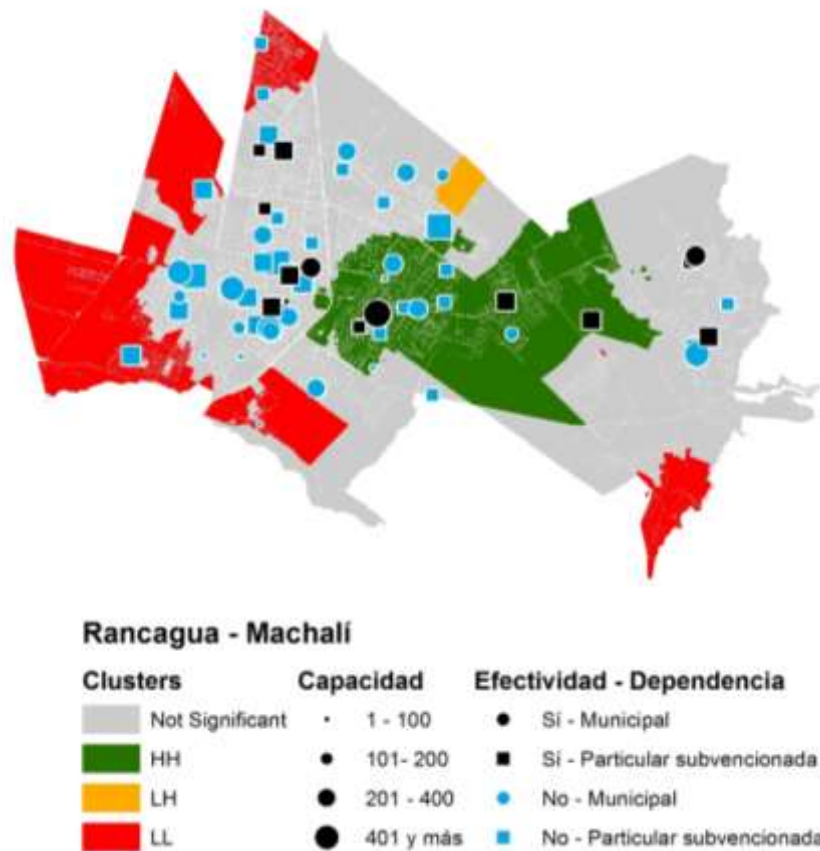 Rancagua - Machalí
Clusters Capacidad Efectividad - Dependencia
Not Significant 1 - 100 Sí - Municipal
HH 101- 200 Sí - Particular subvencionada
LH 201 - 400 No - Municipal
LL 401 y más No - Particular subvencionada